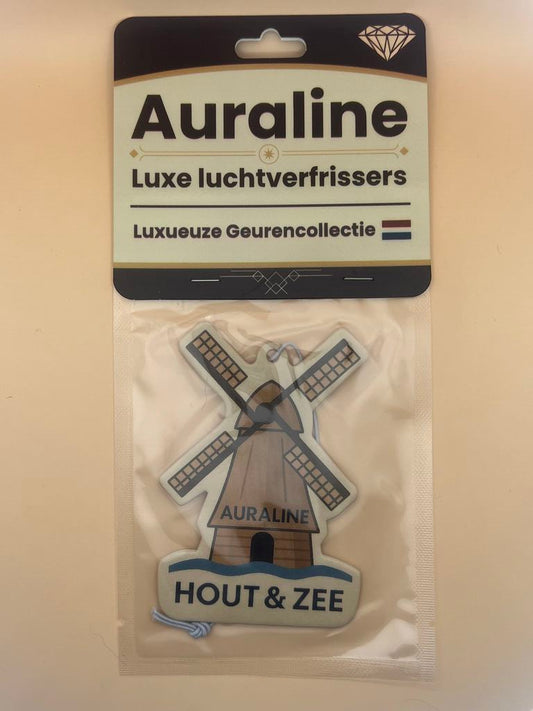 Auraline
Luxe luchtverfrissers
Luxueuze Geurencollectie
AURALINE
HOUT & ZEE